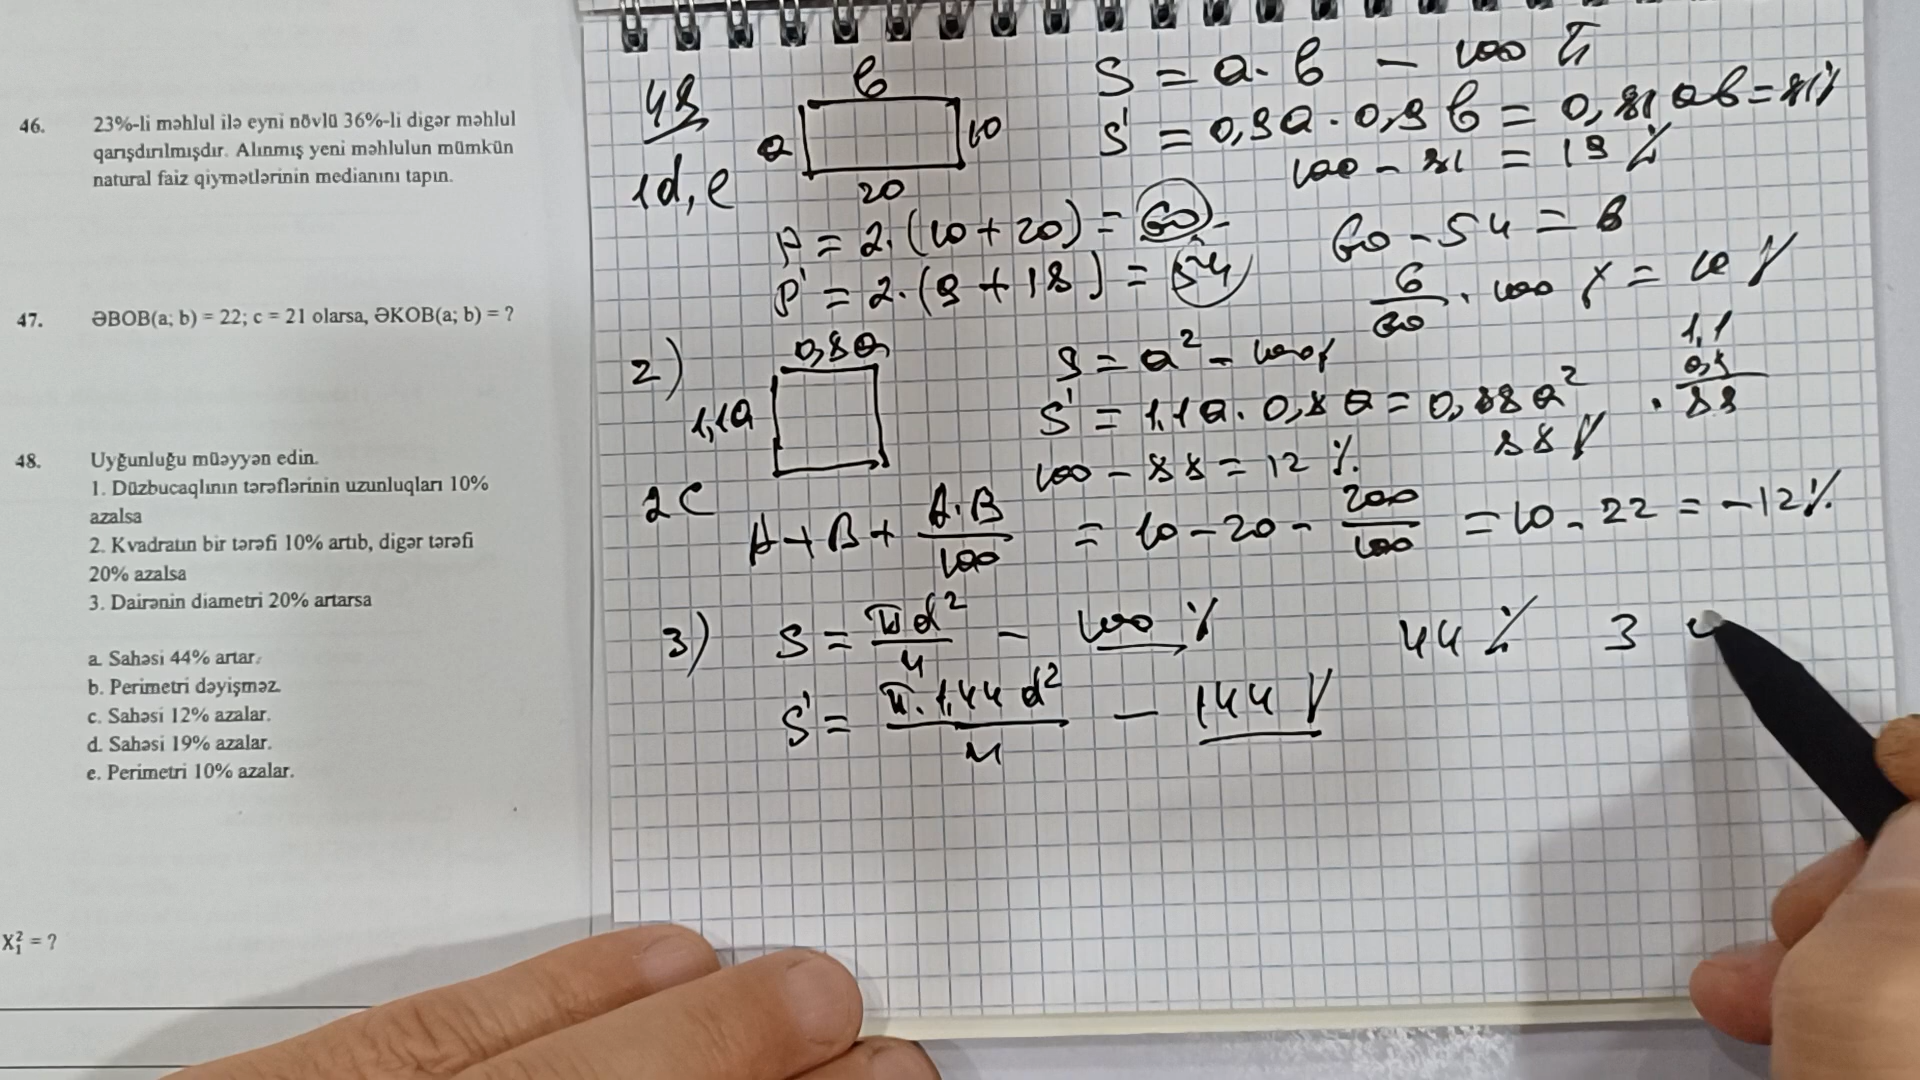 46. 23%-li məhlul ilə eyni növlü 36%-li digər məhlul
qarışdırılmışdır. Alınmış yeni məhlulun mümkün
natural faiz qiymətlərinin medianını tapın.
47. ƏBOB(a; b) = 22; c = 21 olarsa, ƏKOB(a; b) = ?
48. Uyğunluğu müəyyən edin.
1. Düzbucaqlının tərəflərinin uzunluqları 10%
azalsa
2. Kvadratın bir tərəfi 10% artıb, digər tərəfi
20% azalsa
3. Dairənin diametri 20% artarsa
a. Sahəsi 44% artar.
b. Perimetri dəyişməz.
c. Sahəsi 12% azalar.
d. Sahəsi 19% azalar.
e. Perimetri 10% azalar.
X₁² = ?
48
1d, e
b
a 10
20
S = a · b – 100 %
S' = 0,9a · 0,9b = 0,81ab = 81%
100 – 81 = 19 %
P = 2·(10+20) = 60
P' = 2·(9+18) = 54
60 – 54 = 6
6/60 · 100 % = 10 %
2)
0,8a
1,1a
S = a² – 100%
S' = 1,1a · 0,8a = 0,88a²
88 %
1,1
0,8
88
100 – 88 = 12 %
2c
A+B+ A·B/100 = 10 – 20 – 200/100 = 10 – 22 = –12%
3) S = πd²/4 – 100 %
S' = π·1,44d²/4 – 144 %
44 % 3